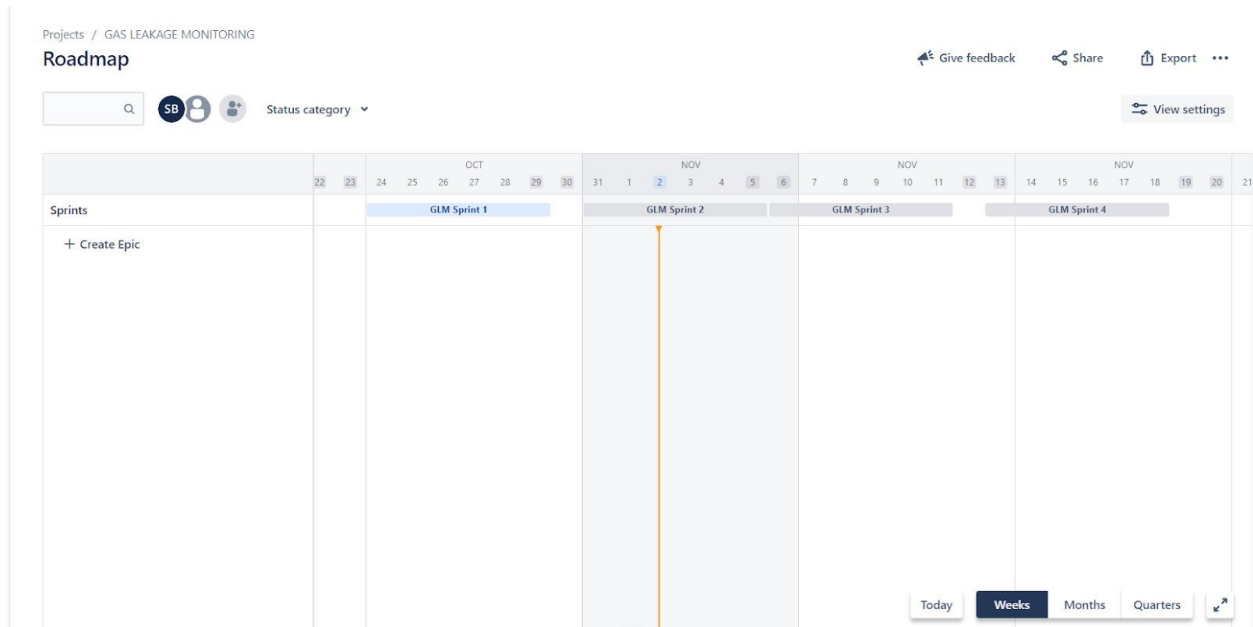 Projects / GAS LEAKAGE MONITORING
Roadmap
Give feedback
Share
Export
SB
Status category
View settings
OCT NOV NOV NOV
22 23 24 25 26 27 28 29 30 31 1 2 3 4 5 6 7 8 9 10 11 12 13 14 15 16 17 18 19 20 21
Sprints GLM Sprint 1 GLM Sprint 2 GLM Sprint 3 GLM Sprint 4
+ Create Epic
Today Weeks Months Quarters